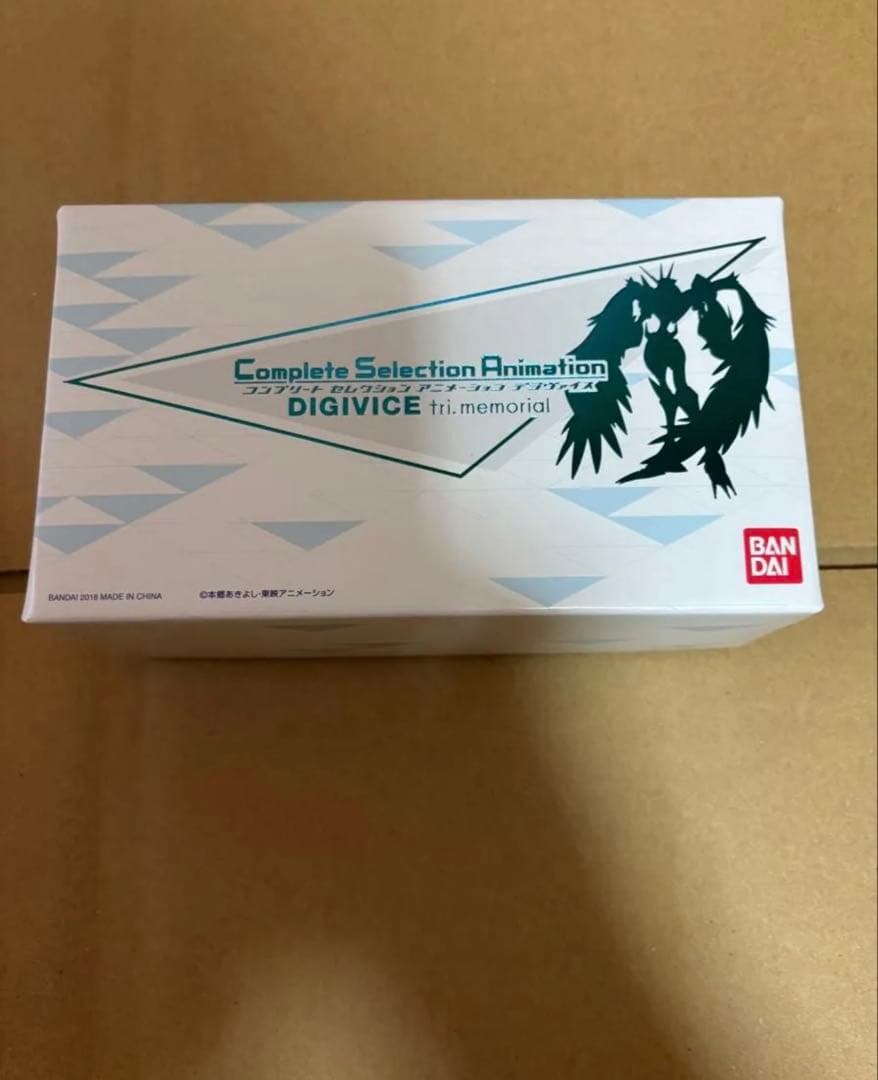 Complete Selection Animation
コンプリート セレクション アニメーション デジヴァイス
DIGIVICE tri.memorial
BAN
DAI
BANDAI 2018 MADE IN CHINA
©本郷あきよし・東映アニメーション